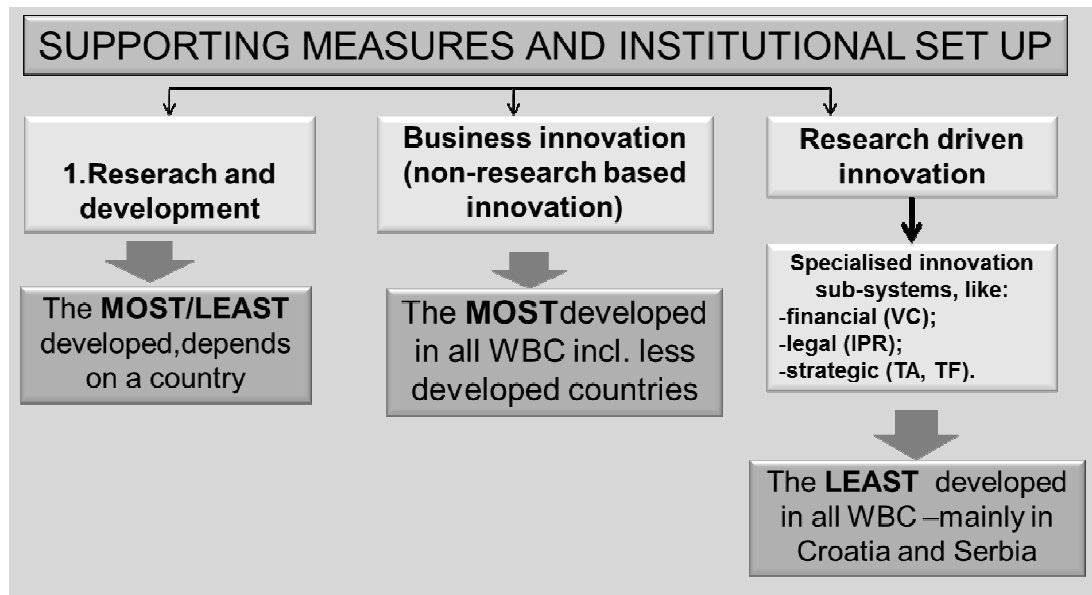 SUPPORTING MEASURES AND INSTITUTIONAL SET UP
1.Reserach and
development
The MOST/LEAST
developed,depends
on a country
Business innovation
(non-research based
innovation)
The MOST developed
in all WBC incl. less
developed countries
Research driven
innovation
Specialised innovation
sub-systems, like:
-financial (VC);
-legal (IPR);
-strategic (TA, TF).
The LEAST developed
in all WBC –mainly in
Croatia and Serbia